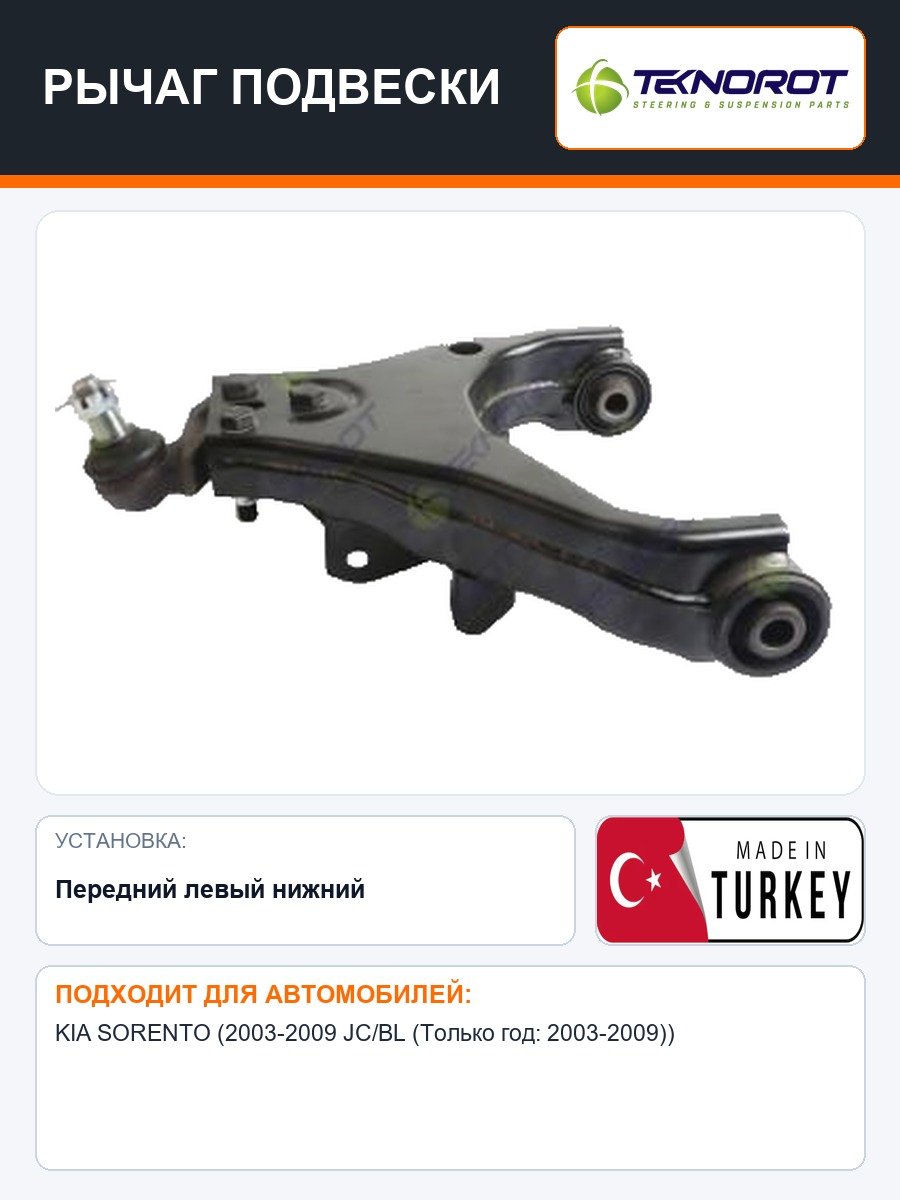 РЫЧАГ ПОДВЕСКИ
TEKNOROT
STEERING & SUSPENSION PARTS
TEKNOROT
УСТАНОВКА:
Передний левый нижний
MADE IN
TURKEY
ПОДХОДИТ ДЛЯ АВТОМОБИЛЕЙ:
KIA SORENTO (2003-2009 JC/BL (Только год: 2003-2009))